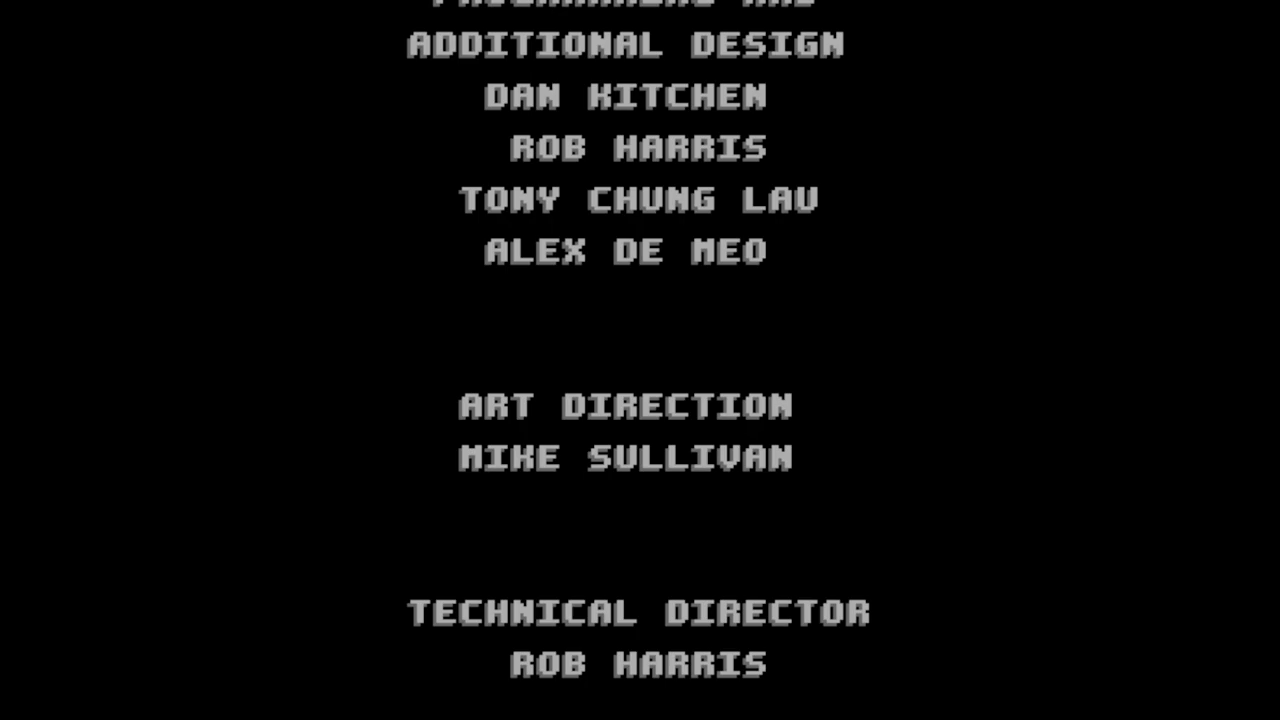 ADDITIONAL DESIGN
DAN KITCHEN
ROB HARRIS
TONY CHUNG LAU
ALEX DE MEO
ART DIRECTION
MIKE SULLIVAN
TECHNICAL DIRECTOR
ROB HARRIS